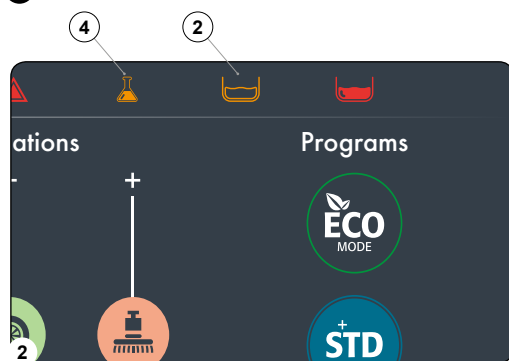 4 2
ations Programs
- +
ECO
MODE
+
STD
2